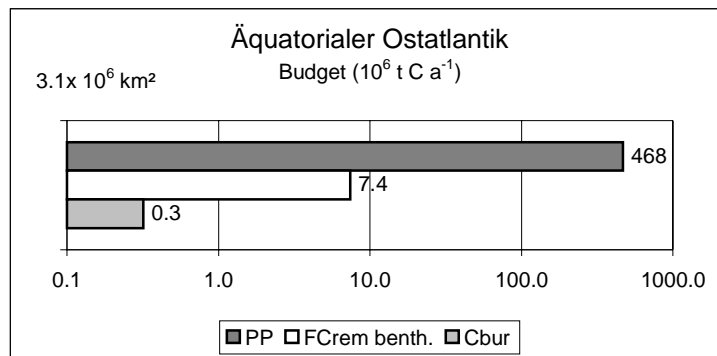 Äquatorialer Ostatlantik
Budget (10⁶ t C a⁻¹)
3.1x 10⁶ km²
468
7.4
0.3
0.1 1.0 10.0 100.0 1000.0
PP FCrem benth. Cbur